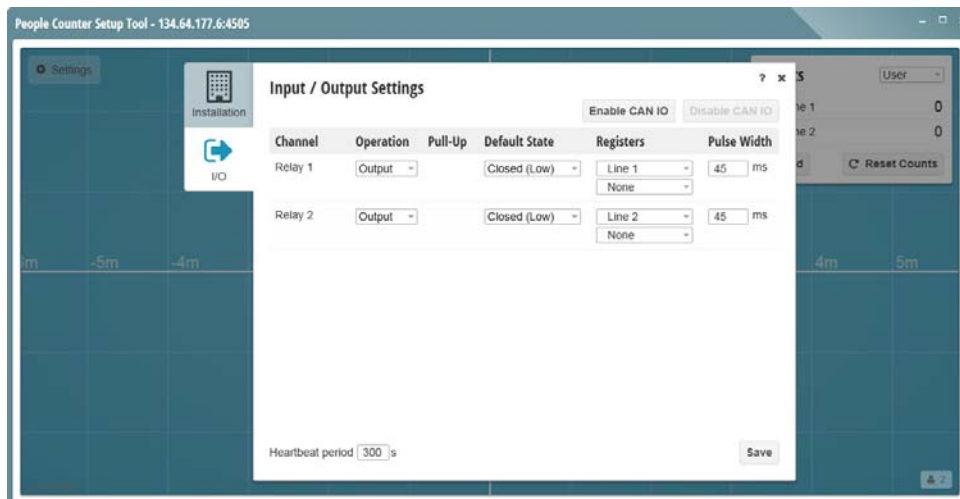 People Counter Setup Tool - 134.64.177.6:4505
Settings
User
Installation
I/O
Input / Output Settings
? x
Enable CAN IO Disable CAN IO
Channel Operation Pull-Up Default State Registers Pulse Width
Relay 1 Output Closed (Low) Line 1 45 ms
None
Relay 2 Output Closed (Low) Line 2 45 ms
None
Heartbeat period 300 s
Save
0
0
Reset Counts
-5m -4m 4m 5m
2